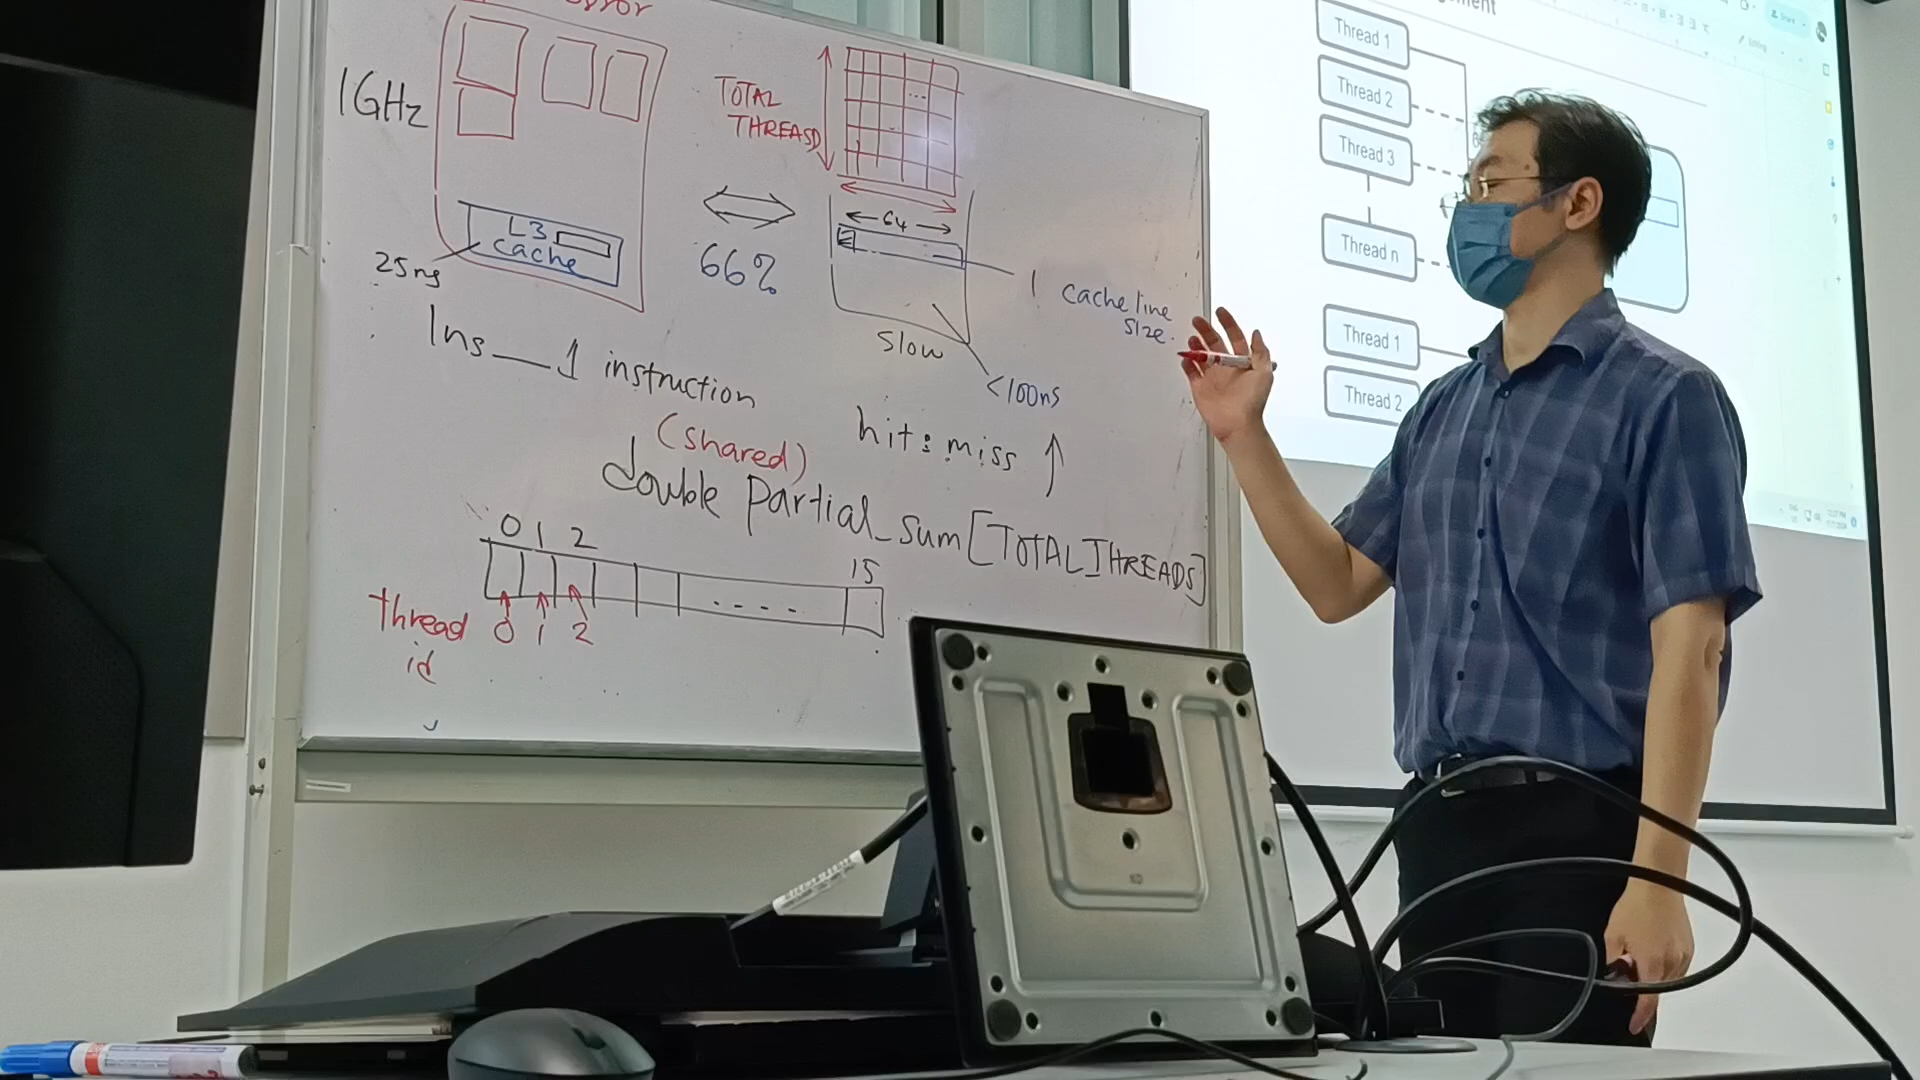 1GHz
L3
cache
25ns
1ns 1 instruction
TOTAL
THREASD
66%
64
1 cache line
size.
slow
<100ns
hit : miss ↑
(shared)
double partial_sum[TOTAL_THREADS]
0 1 2 15
thread
id
0 1 2
Thread 1
Thread 2
Thread 3
Thread n
Thread 1
Thread 2